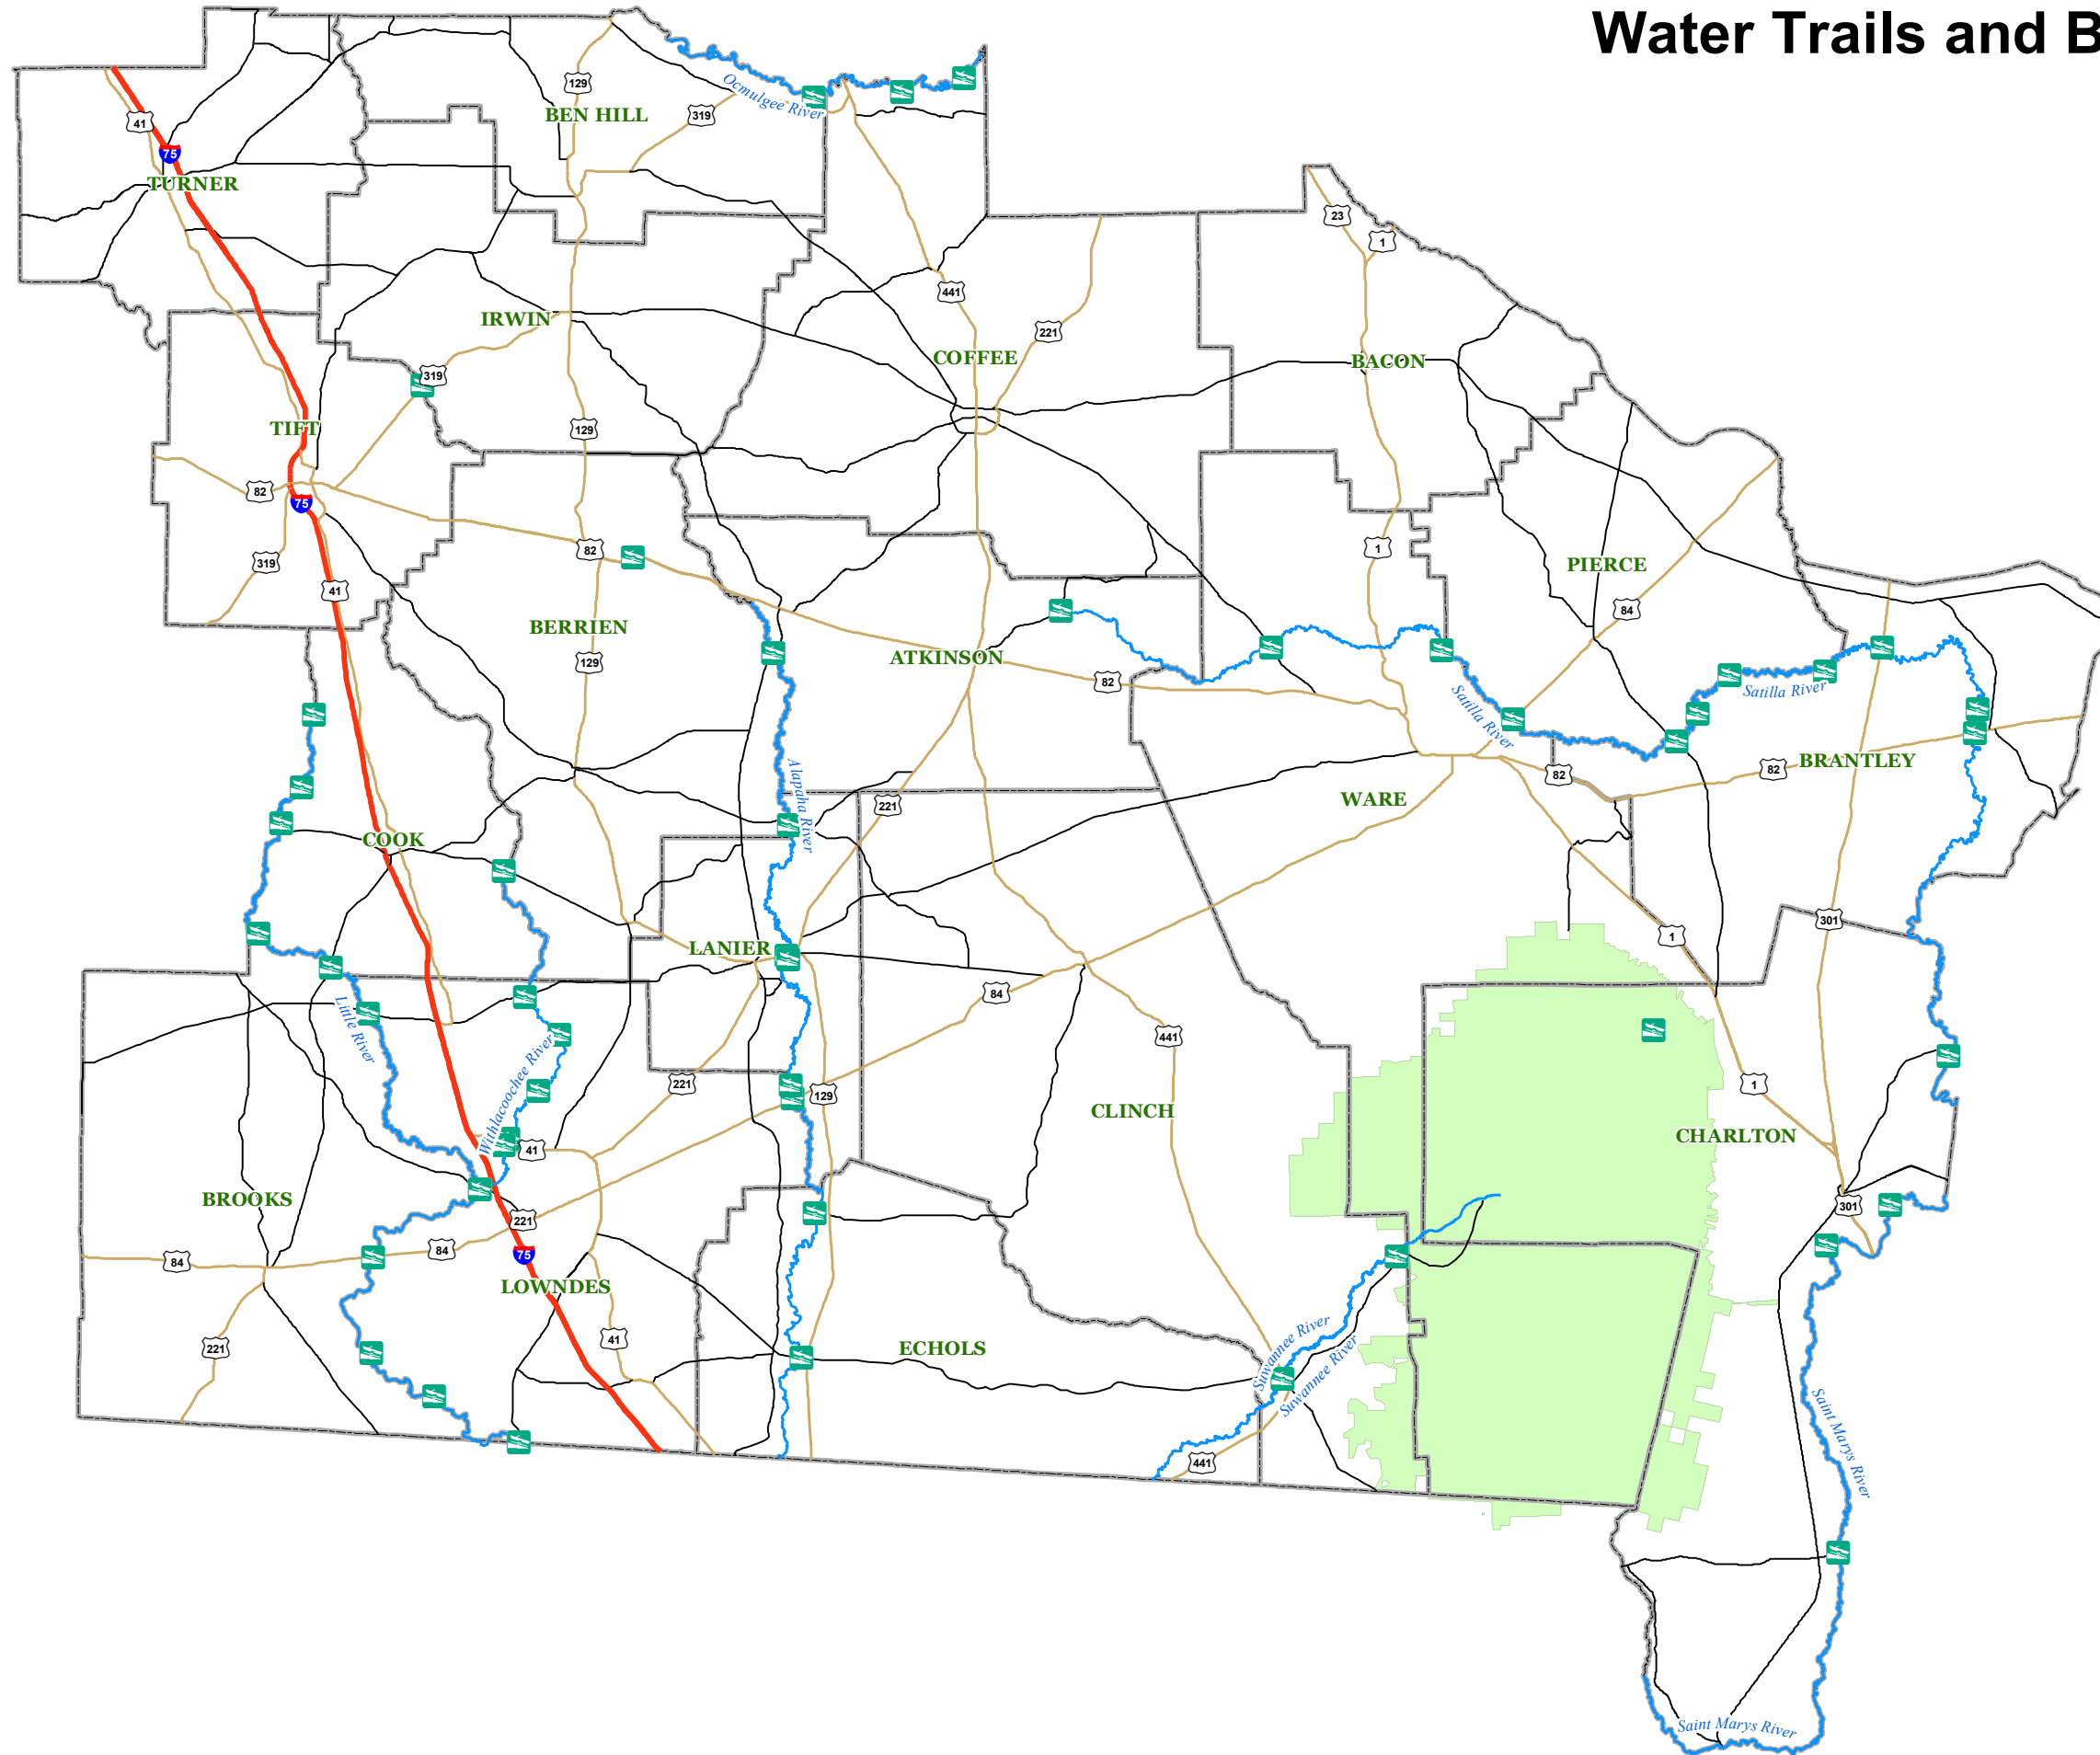 Water Trails and B
129
Ocmulgee River
41
BEN HILL
319
75
TURNER
23
1
441
IRWIN
221
COFFEE
BACON
319
TIFT
129
82
75
82
1
319
PIERCE
41
84
BERRIEN
129
ATKINSON
82
Satilla River
Satilla River
BRANTLEY
82
82
Alapaha River
WARE
221
COOK
301
1
LANIER
84
Little River
441
Withlacoochee River
221
129
1
CLINCH
CHARLTON
41
BROOKS
301
221
84
84
75
LOWNDES
41
221
ECHOLS
Suwannee River
Suwannee River
441
Saint Marys River
Saint Marys River